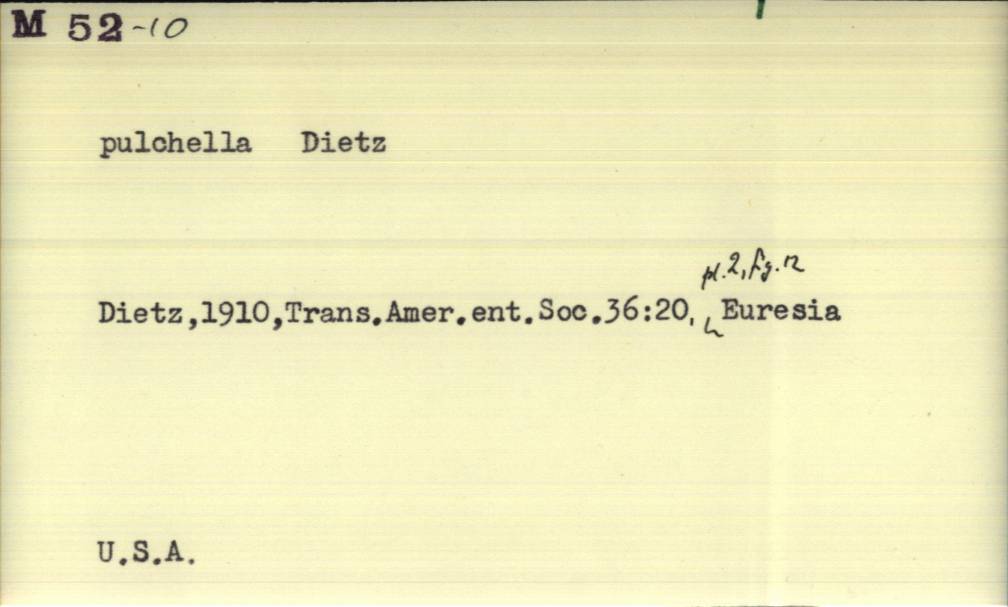 M 52-10
pulchella Dietz
pl.2, fig.12
Dietz,1910,Trans.Amer.ent.Soc.36:20, Euresia
U.S.A.